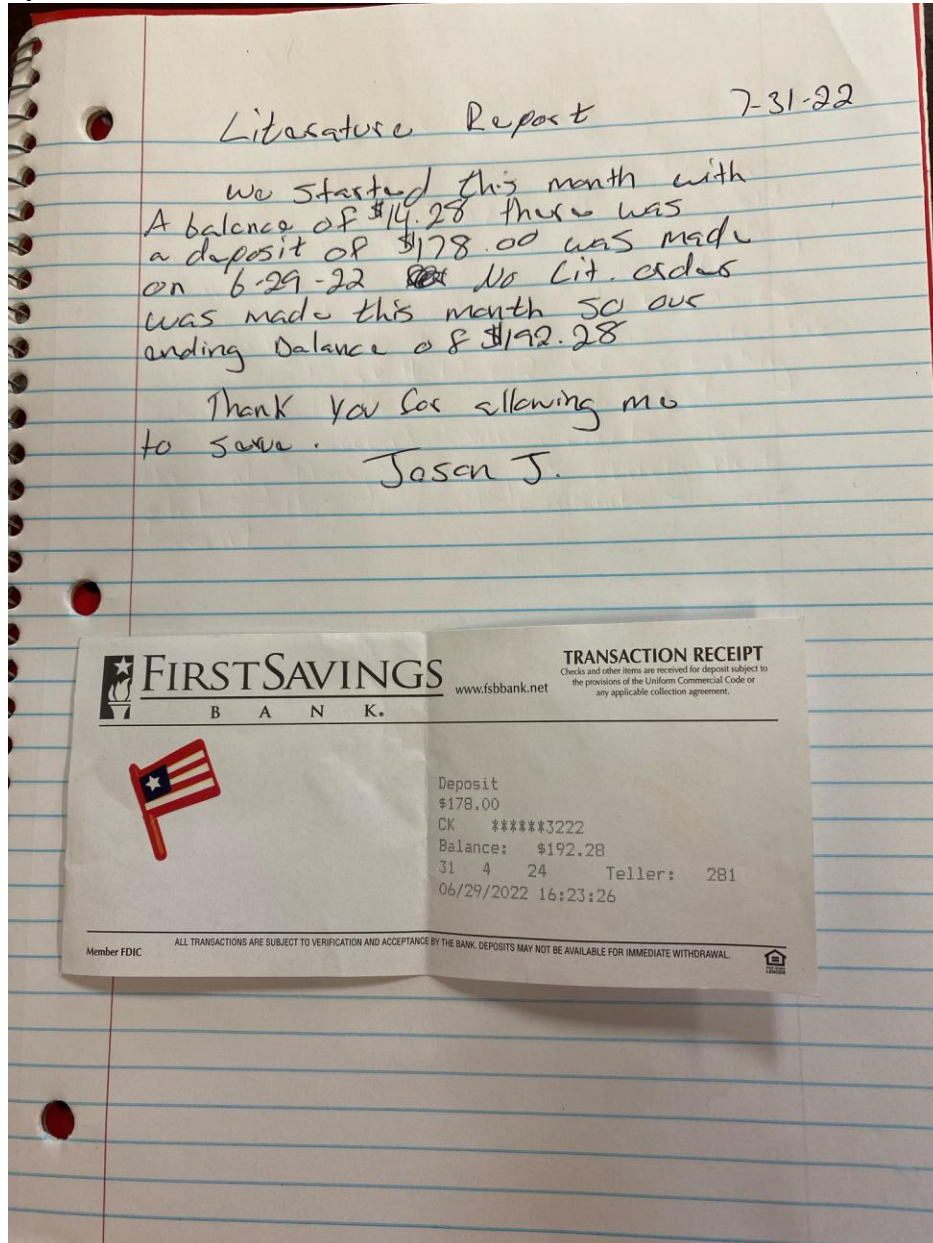 Literature Report 7-31-22
We started this month with
A balance of $14.28 there was
a deposit of $178.00 was made
on 6-29-22 No Lit. order
was made this month so our
ending balance of $192.28
Thank you for allowing me
to serve.
Jason J.
FIRST SAVINGS
BANK.
www.fsbbank.net
TRANSACTION RECEIPT
Checks and other items are received for deposit subject to
the provisions of the Uniform Commercial Code or
any applicable collection agreement.
Deposit
$178.00
CK ******3222
Balance: $192.28
31 4 24 Teller: 281
06/29/2022 16:23:26
Member FDIC
ALL TRANSACTIONS ARE SUBJECT TO VERIFICATION AND ACCEPTANCE BY THE BANK. DEPOSITS MAY NOT BE AVAILABLE FOR IMMEDIATE WITHDRAWAL.